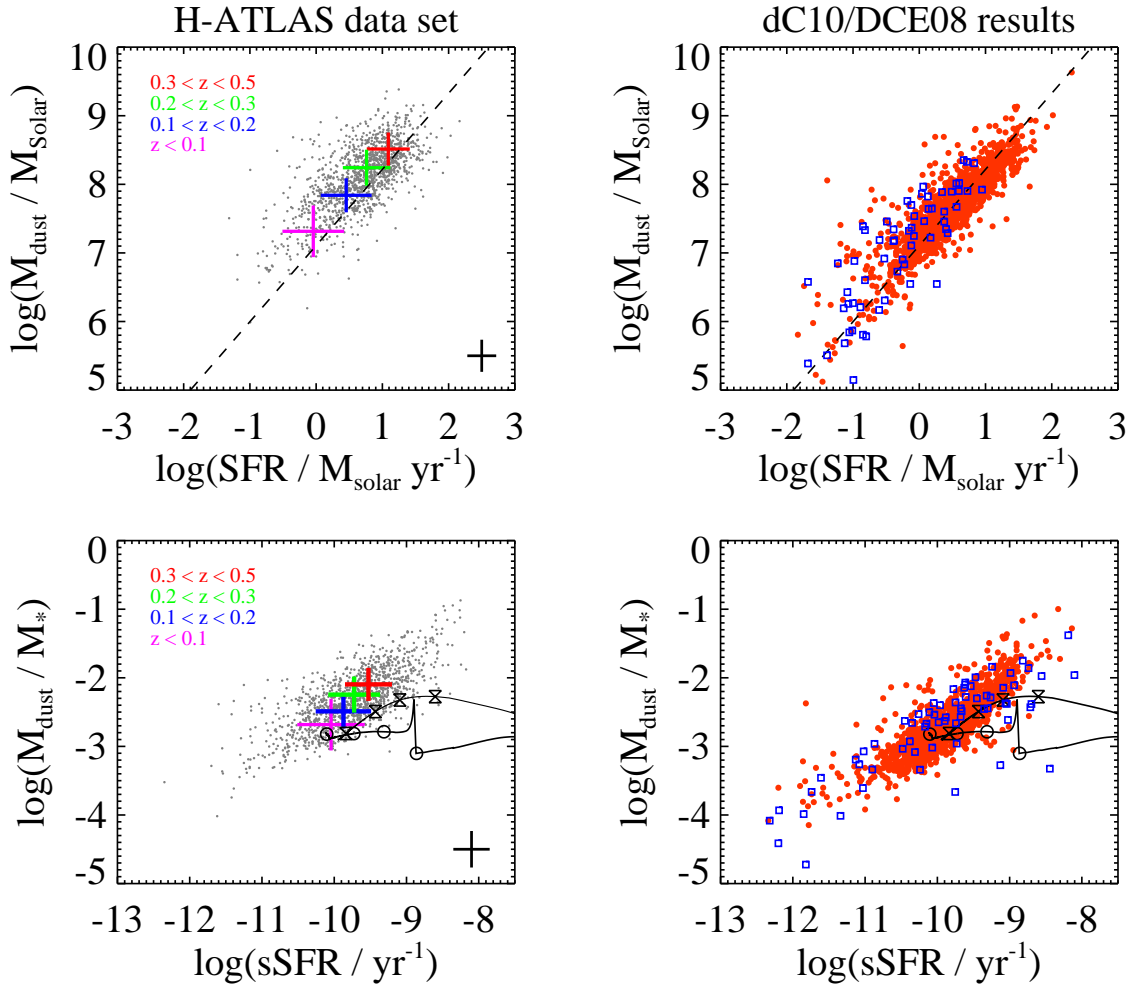 H-ATLAS data set
dC10/DCE08 results
10
9
8
7
6
5
log(M_dust / M_Solar)
0.3 < z < 0.5
0.2 < z < 0.3
0.1 < z < 0.2
z < 0.1
-3 -2 -1 0 1 2 3
log(SFR / M_solar yr^-1)
10
9
8
7
6
5
log(M_dust / M_Solar)
-3 -2 -1 0 1 2 3
log(SFR / M_solar yr^-1)
0
-1
-2
-3
-4
-5
log(M_dust / M_*)
0.3 < z < 0.5
0.2 < z < 0.3
0.1 < z < 0.2
z < 0.1
-13 -12 -11 -10 -9 -8
log(sSFR / yr^-1)
0
-1
-2
-3
-4
-5
log(M_dust / M_*)
-13 -12 -11 -10 -9 -8
log(sSFR / yr^-1)